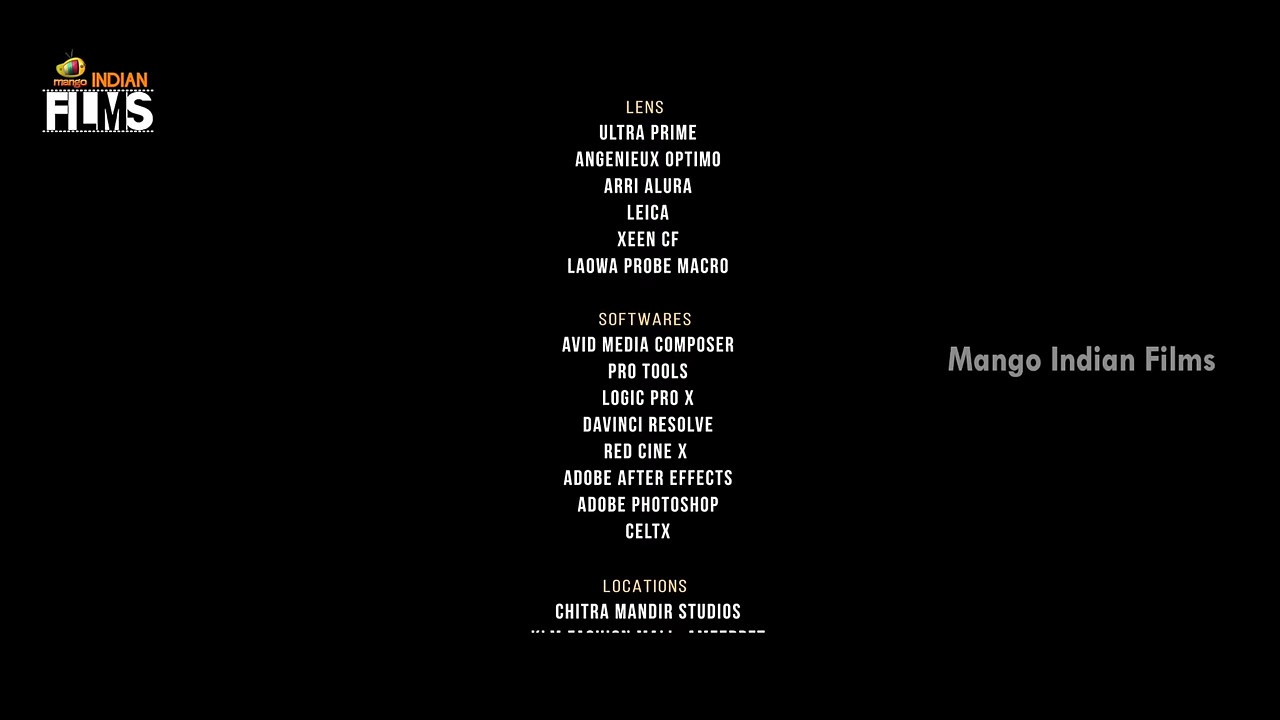 mango INDIAN
FILMS
LENS
ULTRA PRIME
ANGENIEUX OPTIMO
ARRI ALURA
LEICA
XEEN CF
LAOWA PROBE MACRO
SOFTWARES
AVID MEDIA COMPOSER
PRO TOOLS
LOGIC PRO X
DAVINCI RESOLVE
RED CINE X
ADOBE AFTER EFFECTS
ADOBE PHOTOSHOP
CELTX
Mango Indian Films
LOCATIONS
CHITRA MANDIR STUDIOS